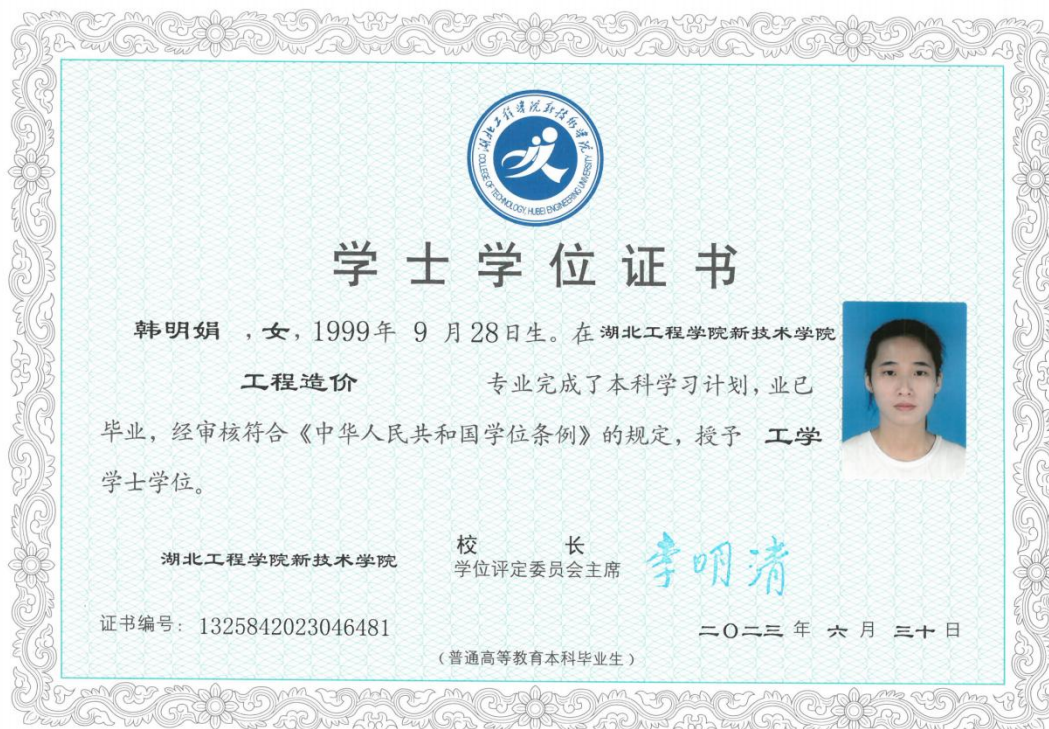 湖北工程学院新技术学院
COLLEGE OF TECHNOLOGY, HUBEI ENGINEERING UNIVERSITY
学士学位证书
韩明娟 ,女, 1999年 9 月28日生。在 湖北工程学院新技术学院
工程造价 专业完成了本科学习计划, 业已
毕业, 经审核符合《中华人民共和国学位条例》的规定, 授予 工学
学士学位。
湖北工程学院新技术学院
校 长
学位评定委员会主席
李明清
证书编号: 1325842023046481
二〇二三 年 六 月 三十 日
(普通高等教育本科毕业生)